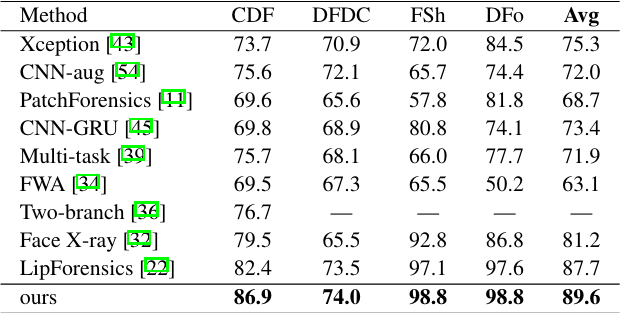 Method CDF DFDC FSh DFo Avg
Xception [43] 73.7 70.9 72.0 84.5 75.3
CNN-aug [54] 75.6 72.1 65.7 74.4 72.0
PatchForensics [11] 69.6 65.6 57.8 81.8 68.7
CNN-GRU [45] 69.8 68.9 80.8 74.1 73.4
Multi-task [39] 75.7 68.1 66.0 77.7 71.9
FWA [34] 69.5 67.3 65.5 50.2 63.1
Two-branch [36] 76.7 — — — —
Face X-ray [32] 79.5 65.5 92.8 86.8 81.2
LipForensics [22] 82.4 73.5 97.1 97.6 87.7
ours 86.9 74.0 98.8 98.8 89.6